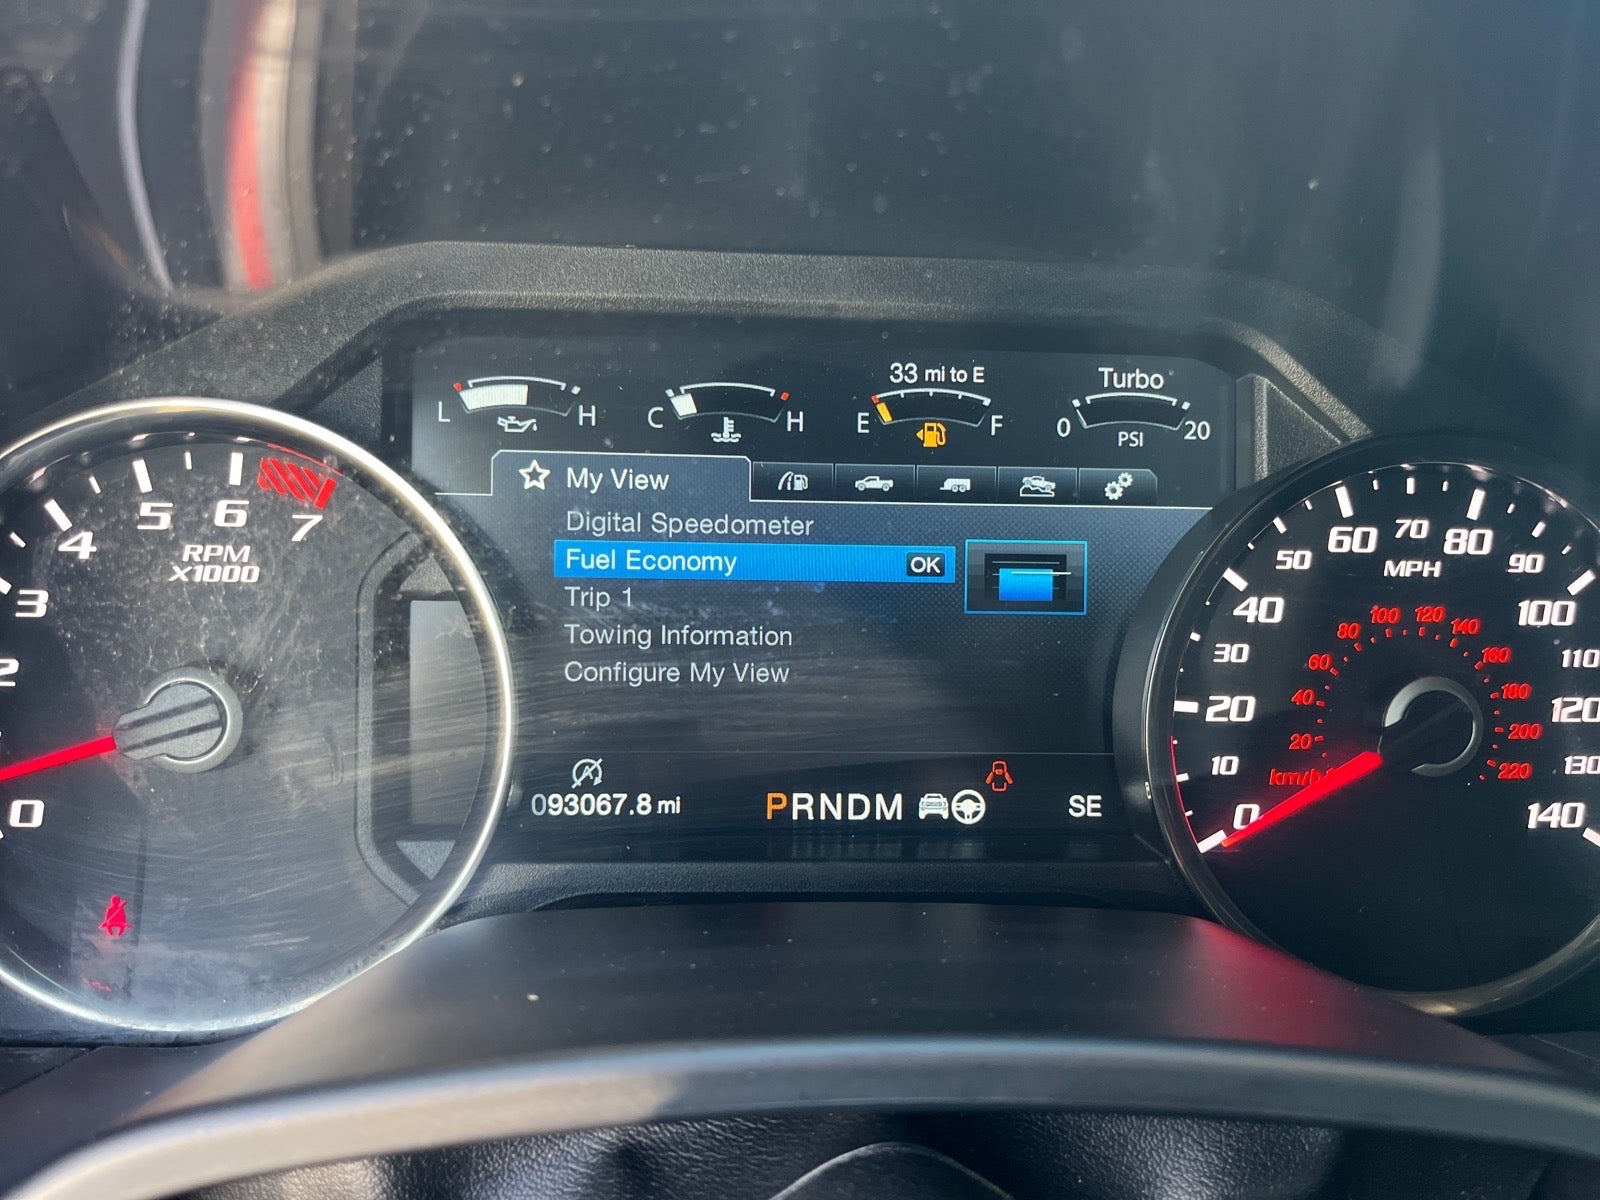 33 mi to E
Turbo
L H
C H
E F
0 PSI 20
My View
Digital Speedometer
Fuel Economy OK
Trip 1
Towing Information
Configure My View
093067.8 mi
PRNDM
SE
0
2
3
4
5
6
7
RPM
X1000
0
10
20
30
40
50
60
70
80
90
100
110
120
130
140
MPH
20
40
60
80
100
120
140
160
180
200
220
km/h